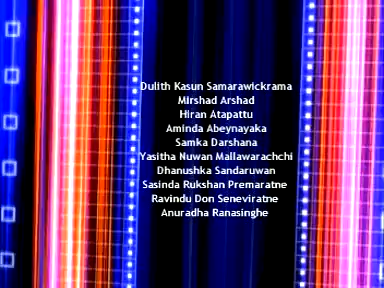 Dulith Kasun Samarawickrama
Mirshad Arshad
Hiran Atapattu
Aminda Abeynayaka
Samka Darshana
Yasitha Nuwan Mallawarachchi
Dhanushka Sandaruwan
Sasinda Rukshan Premaratne
Ravindu Don Seneviratne
Anuradha Ranasinghe